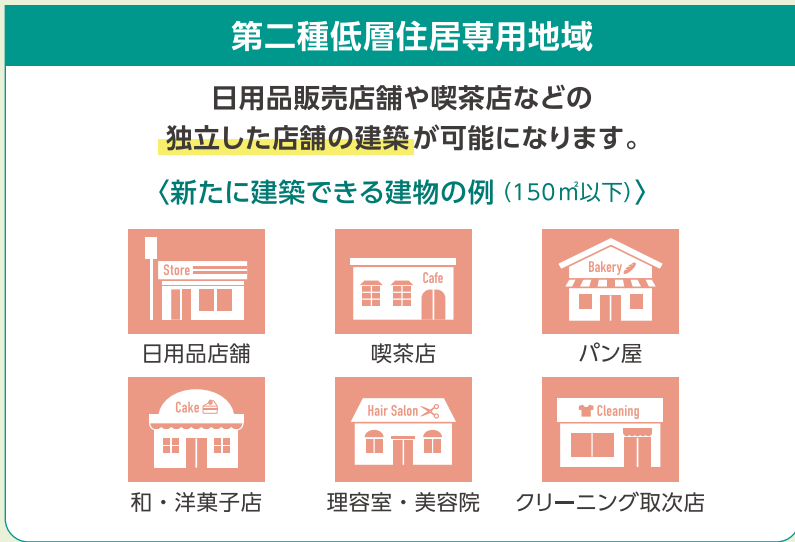 第二種低層住居専用地域
日用品販売店舗や喫茶店などの
独立した店舗の建築が可能になります。
〈新たに建築できる建物の例（150㎡以下）〉
Store
Cafe
Bakery
日用品店舗
喫茶店
パン屋
Cake
Hair Salon
Cleaning
和・洋菓子店
理容室・美容院
クリーニング取次店